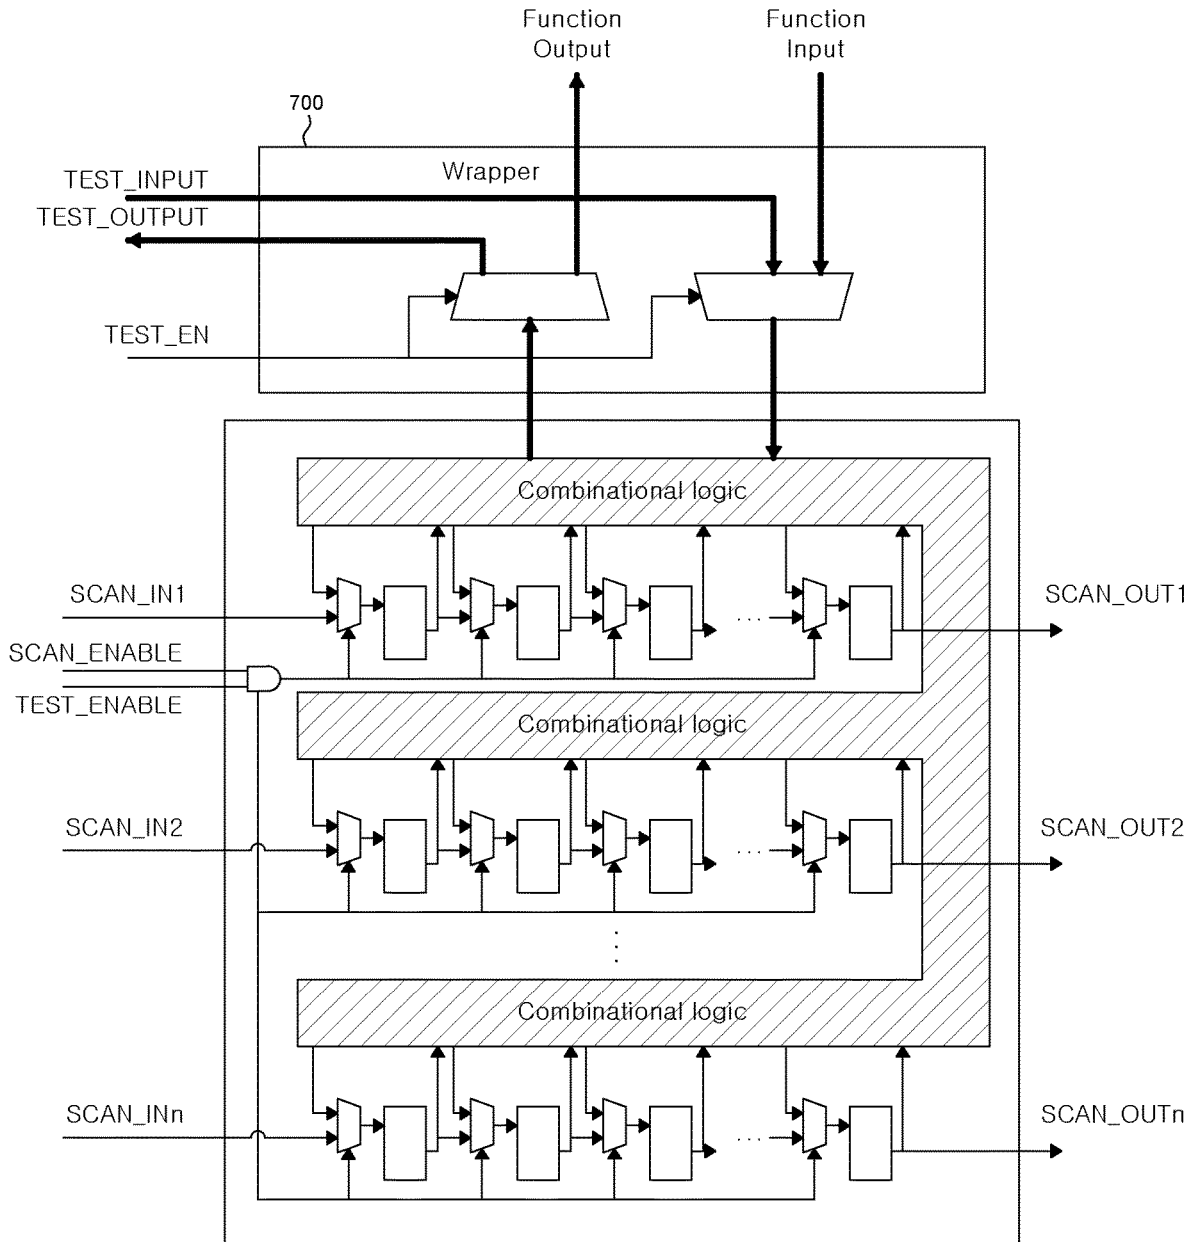 Function
Output
Function
Input
700
Wrapper
TEST_INPUT
TEST_OUTPUT
TEST_EN
Combinational logic
SCAN_IN1
SCAN_OUT1
...
SCAN_ENABLE
TEST_ENABLE
Combinational logic
SCAN_IN2
SCAN_OUT2
...
Combinational logic
SCAN_INn
SCAN_OUTn
...